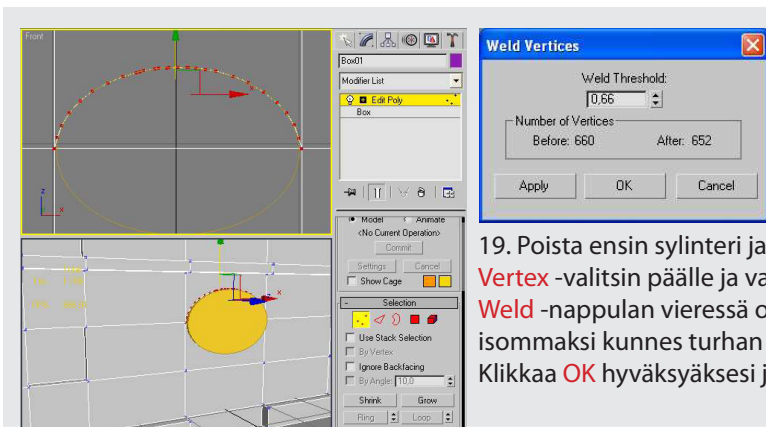 Front
z
x
x
Box01
Modifier List
Edit Poly
Box
Model Animate
<No Current Operation>
Commit
Settings Cancel
Show Cage
Selection
Use Stack Selection
By Vertex
Ignore Backfacing
By Angle: 10,0
Shrink Grow
Ring Loop
Weld Vertices
Weld Threshold:
0,66
Number of Vertices
Before: 660 After: 652
Apply OK Cancel
19. Poista ensin sylinteri ja
Vertex -valitsin päälle ja va
Weld -nappulan vieressä o
isommaksi kunnes turhan
Klikkaa OK hyväksyäksesi j